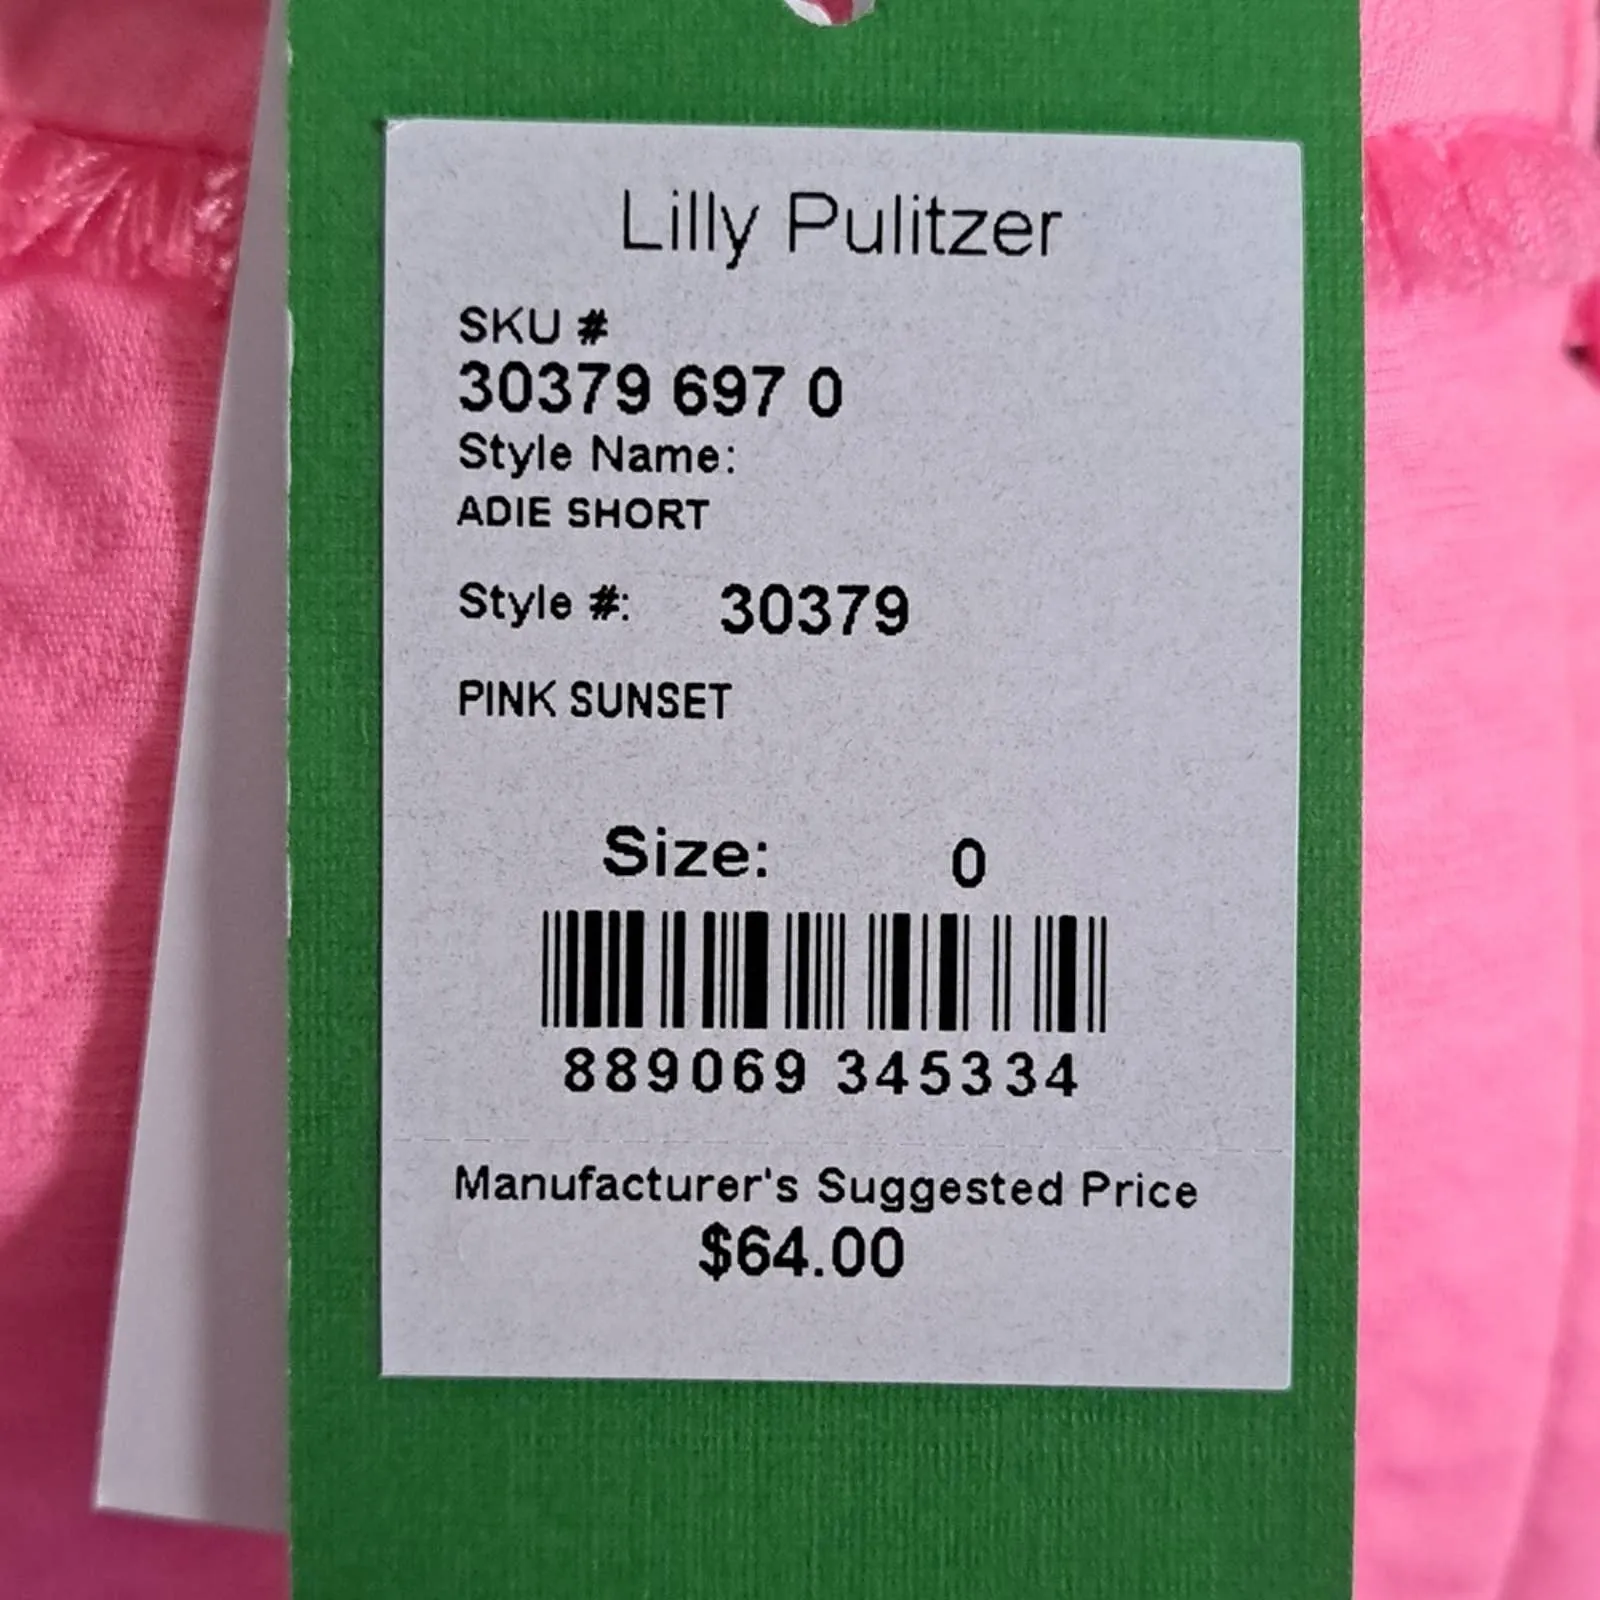 Lilly Pulitzer
SKU #
30379 697 0
Style Name:
ADIE SHORT
Style #: 30379
PINK SUNSET
Size: 0
889069 345334
Manufacturer's Suggested Price
$64.00